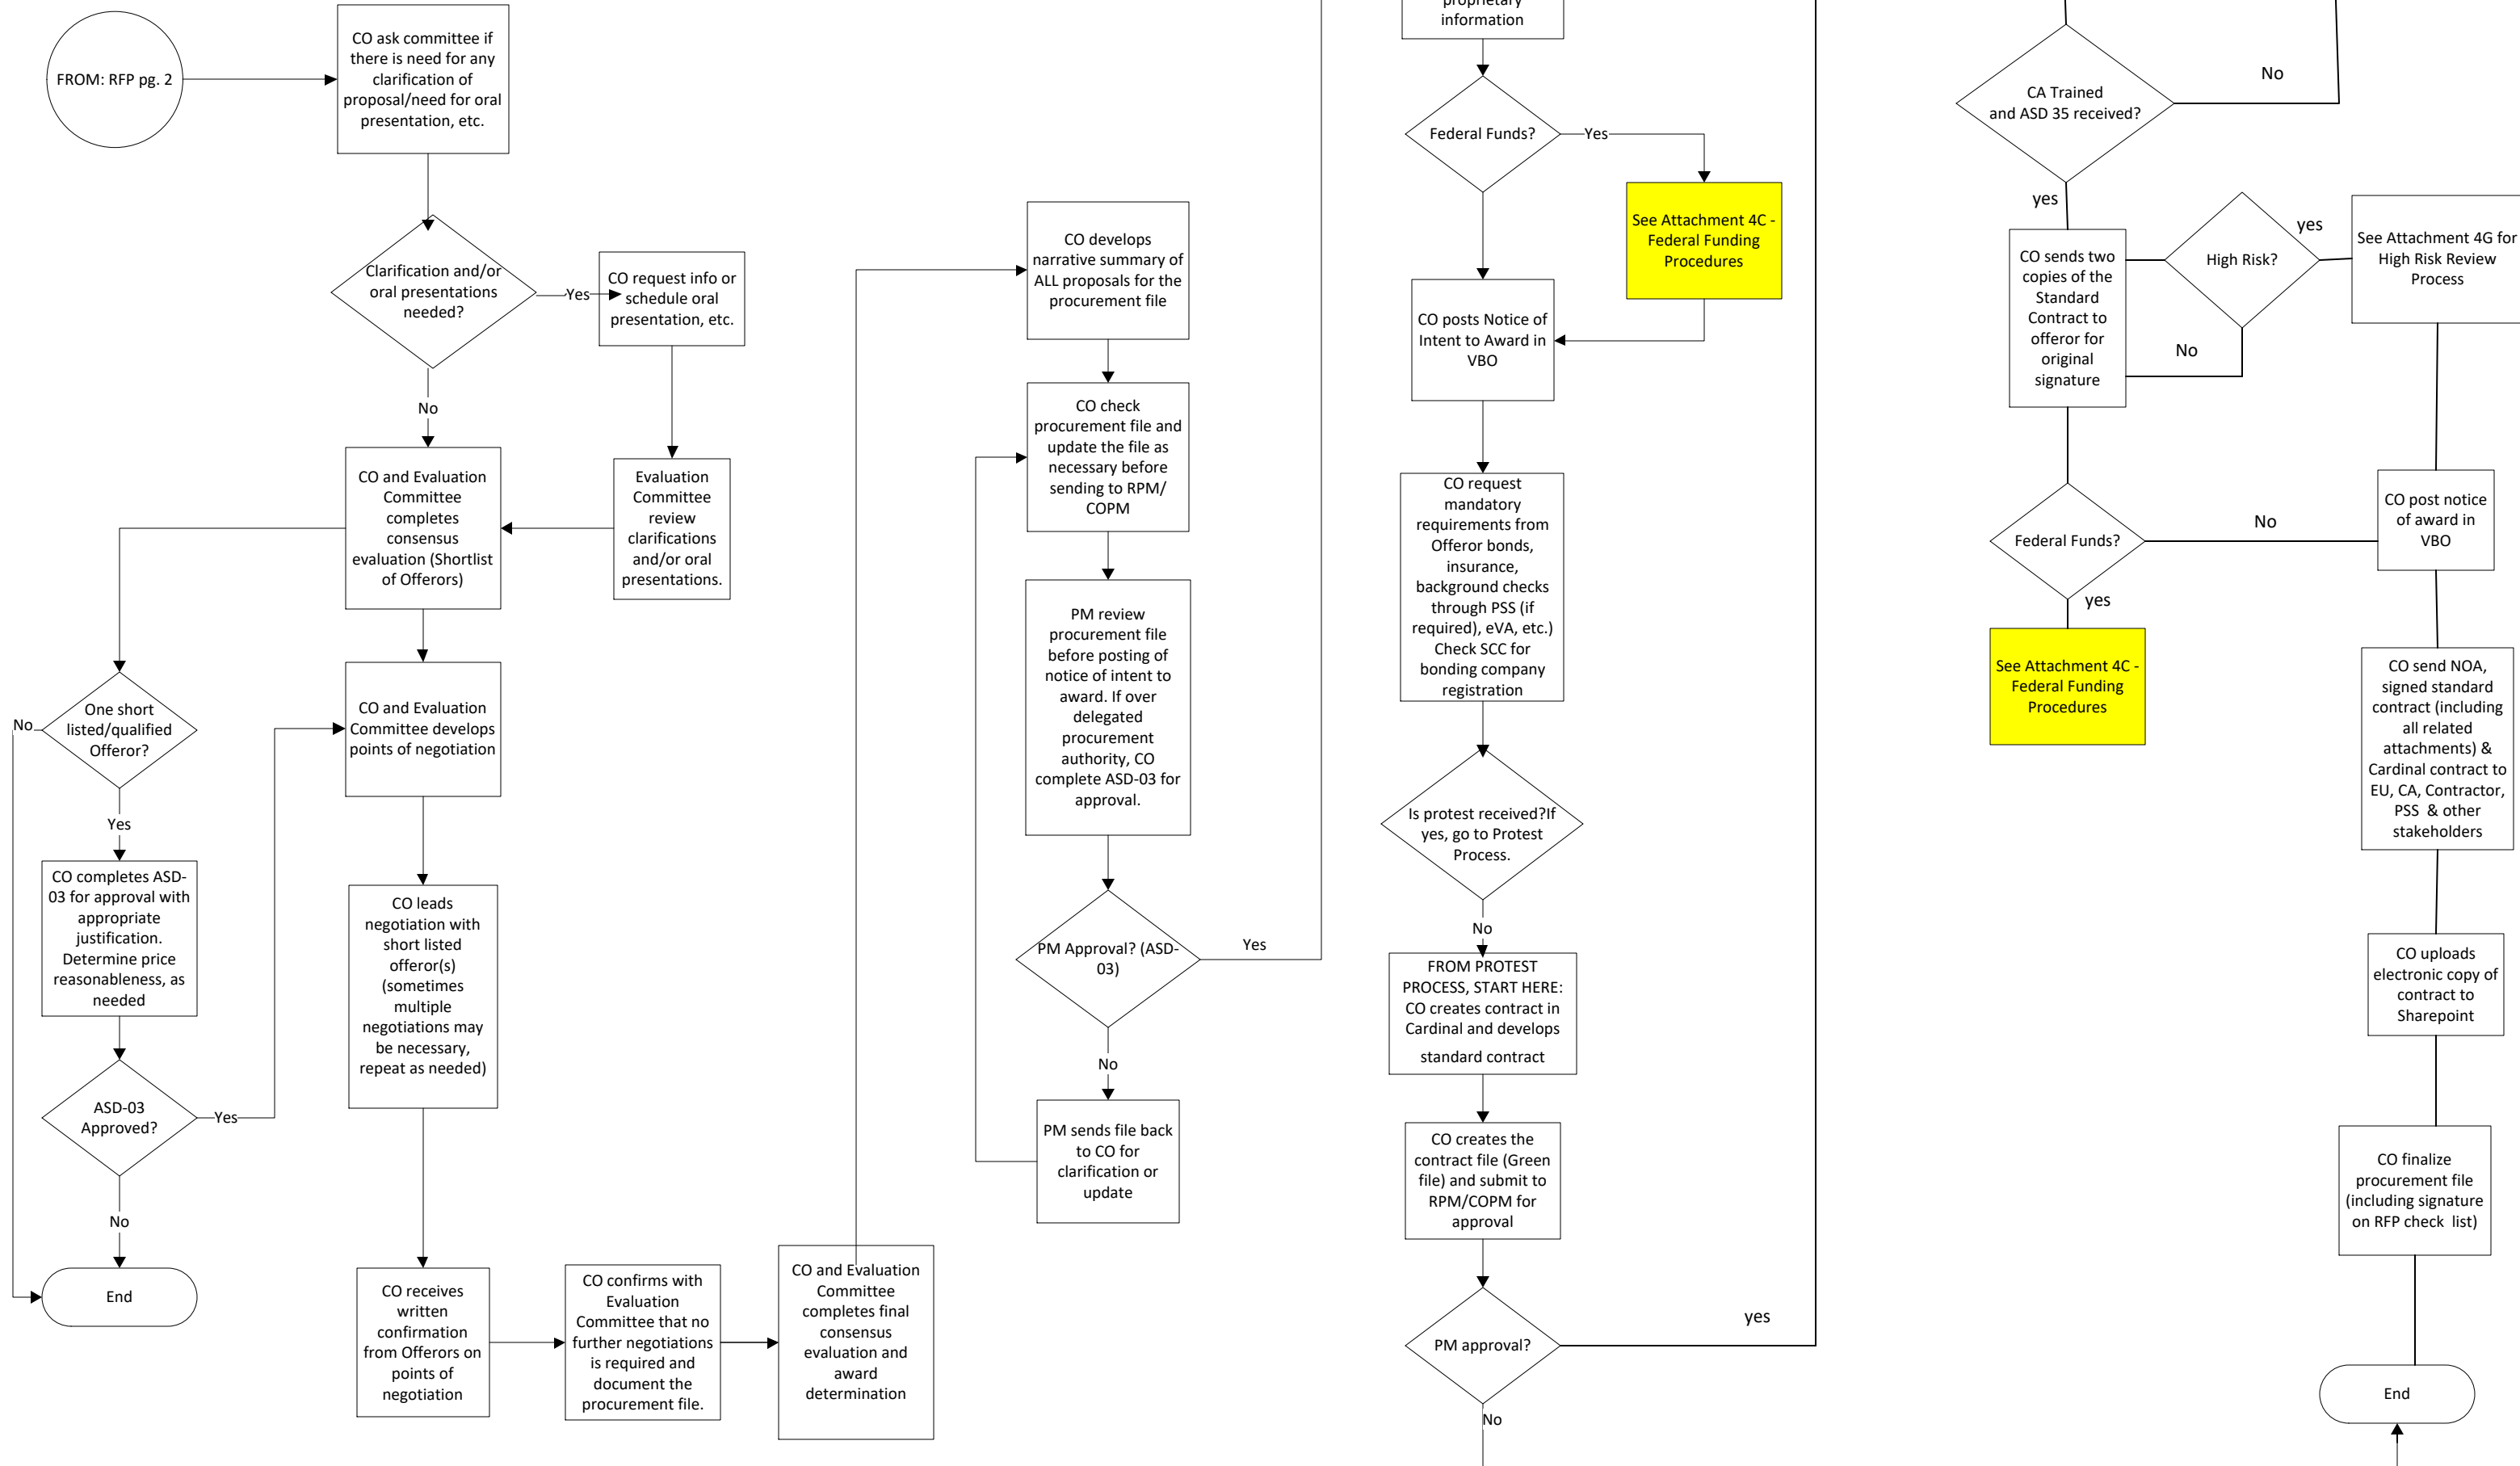 FROM: RFP pg. 2
CO ask committee if
there is need for any
clarification of
proposal/need for oral
presentation, etc.
Clarification and/or
oral presentations
needed?
Yes
CO request info or
schedule oral
presentation, etc.
No
CO and Evaluation
Committee
completes
consensus
evaluation (Shortlist
of Offerors)
Evaluation
Committee
review
clarifications
and/or oral
presentations.
One short
listed/qualified
Offeror?
No
Yes
CO completes ASD-
03 for approval with
appropriate
justification.
Determine price
reasonableness, as
needed
ASD-03
Approved?
Yes
No
End
CO and Evaluation
Committee develops
points of negotiation
CO leads
negotiation with
short listed
offeror(s)
(sometimes
multiple
negotiations may
be necessary,
repeat as needed)
CO receives
written
confirmation
from Offerors on
points of
negotiation
CO confirms with
Evaluation
Committee that no
further negotiations
is required and
document the
procurement file.
CO and Evaluation
Committee
completes final
consensus
evaluation and
award
determination
CO develops
narrative summary of
ALL proposals for the
procurement file
CO check
procurement file and
update the file as
necessary before
sending to RPM/
COPM
PM review
procurement file
before posting of
notice of intent to
award. If over
delegated
procurement
authority, CO
complete ASD-03 for
approval.
PM Approval? (ASD-
03)
Yes
No
PM sends file back
to CO for
clarification or
update
proprietary
information
Federal Funds?
Yes
See Attachment 4C -
Federal Funding
Procedures
CO posts Notice of
Intent to Award in
VBO
CO request
mandatory
requirements from
Offeror bonds,
insurance,
background checks
through PSS (if
required), eVA, etc.)
Check SCC for
bonding company
registration
Is protest received?If
yes, go to Protest
Process.
No
FROM PROTEST
PROCESS, START HERE:
CO creates contract in
Cardinal and develops
standard contract
CO creates the
contract file (Green
file) and submit to
RPM/COPM for
approval
PM approval?
yes
No
CA Trained
and ASD 35 received?
No
yes
CO sends two
copies of the
Standard
Contract to
offeror for
original
signature
High Risk?
yes
No
See Attachment 4G for
High Risk Review
Process
Federal Funds?
No
yes
See Attachment 4C -
Federal Funding
Procedures
CO post notice
of award in
VBO
CO send NOA,
signed standard
contract (including
all related
attachments) &
Cardinal contract to
EU, CA, Contractor,
PSS & other
stakeholders
CO uploads
electronic copy of
contract to
Sharepoint
CO finalize
procurement file
(including signature
on RFP check list)
End